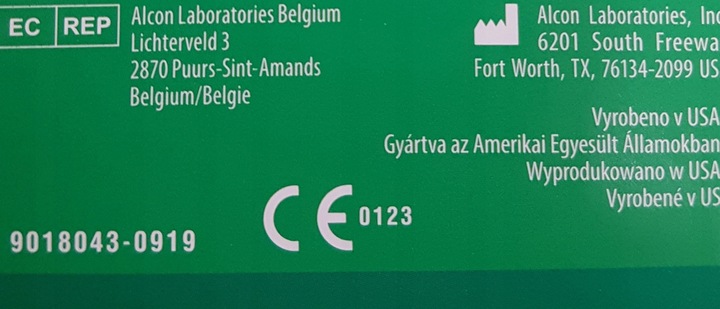 EC REP
Alcon Laboratories Belgium
Lichterveld 3
2870 Puurs-Sint-Amands
Belgium/Belgie
Alcon Laboratories, Inc
6201 South Freewa
Fort Worth, TX, 76134-2099 US
Vyrobeno v USA
Gyártva az Amerikai Egyesült Államokban
Wyprodukowano w USA
Vyrobené v US
CE 0123
9018043-0919